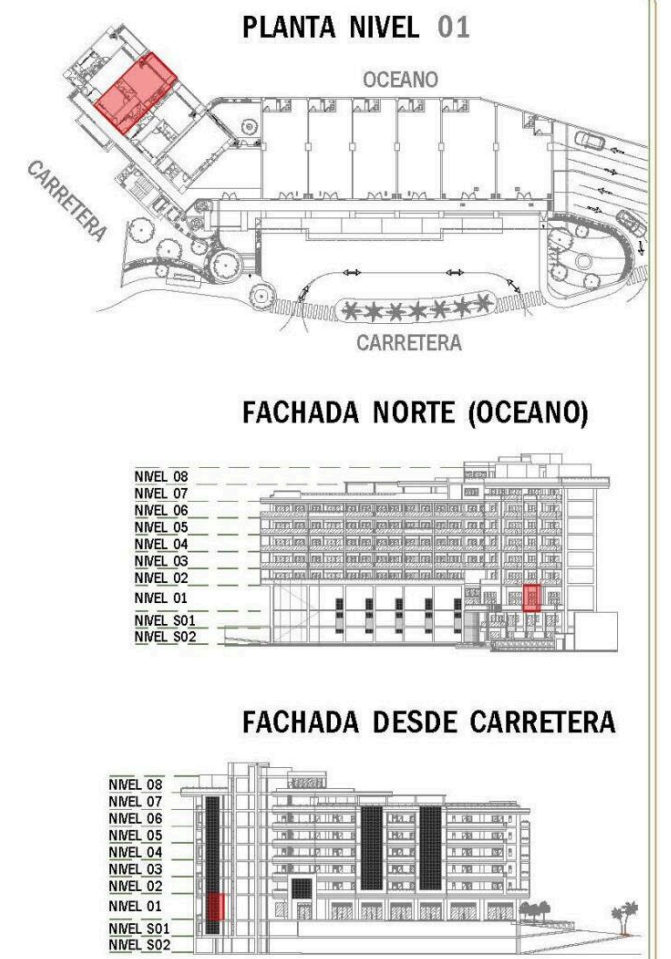 PLANTA NIVEL 01
OCEANO
CARRETERA
CARRETERA
FACHADA NORTE (OCEANO)
NIVEL 08
NIVEL 07
NIVEL 06
NIVEL 05
NIVEL 04
NIVEL 03
NIVEL 02
NIVEL 01
NIVEL S01
NIVEL S02
FACHADA DESDE CARRETERA
NIVEL 08
NIVEL 07
NIVEL 06
NIVEL 05
NIVEL 04
NIVEL 03
NIVEL 02
NIVEL 01
NIVEL S01
NIVEL S02